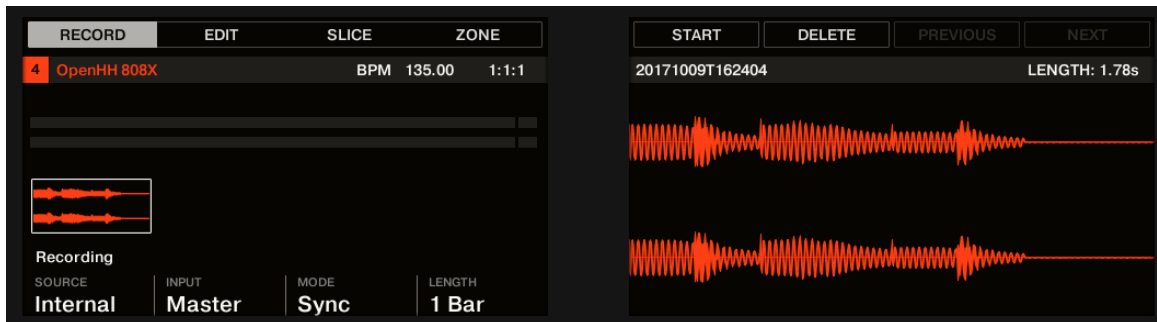 RECORD EDIT SLICE ZONE
4 OpenHH 808X BPM 135.00 1:1:1
Recording
SOURCE INPUT MODE LENGTH
Internal Master Sync 1 Bar
START DELETE PREVIOUS NEXT
20171009T162404 LENGTH: 1.78s